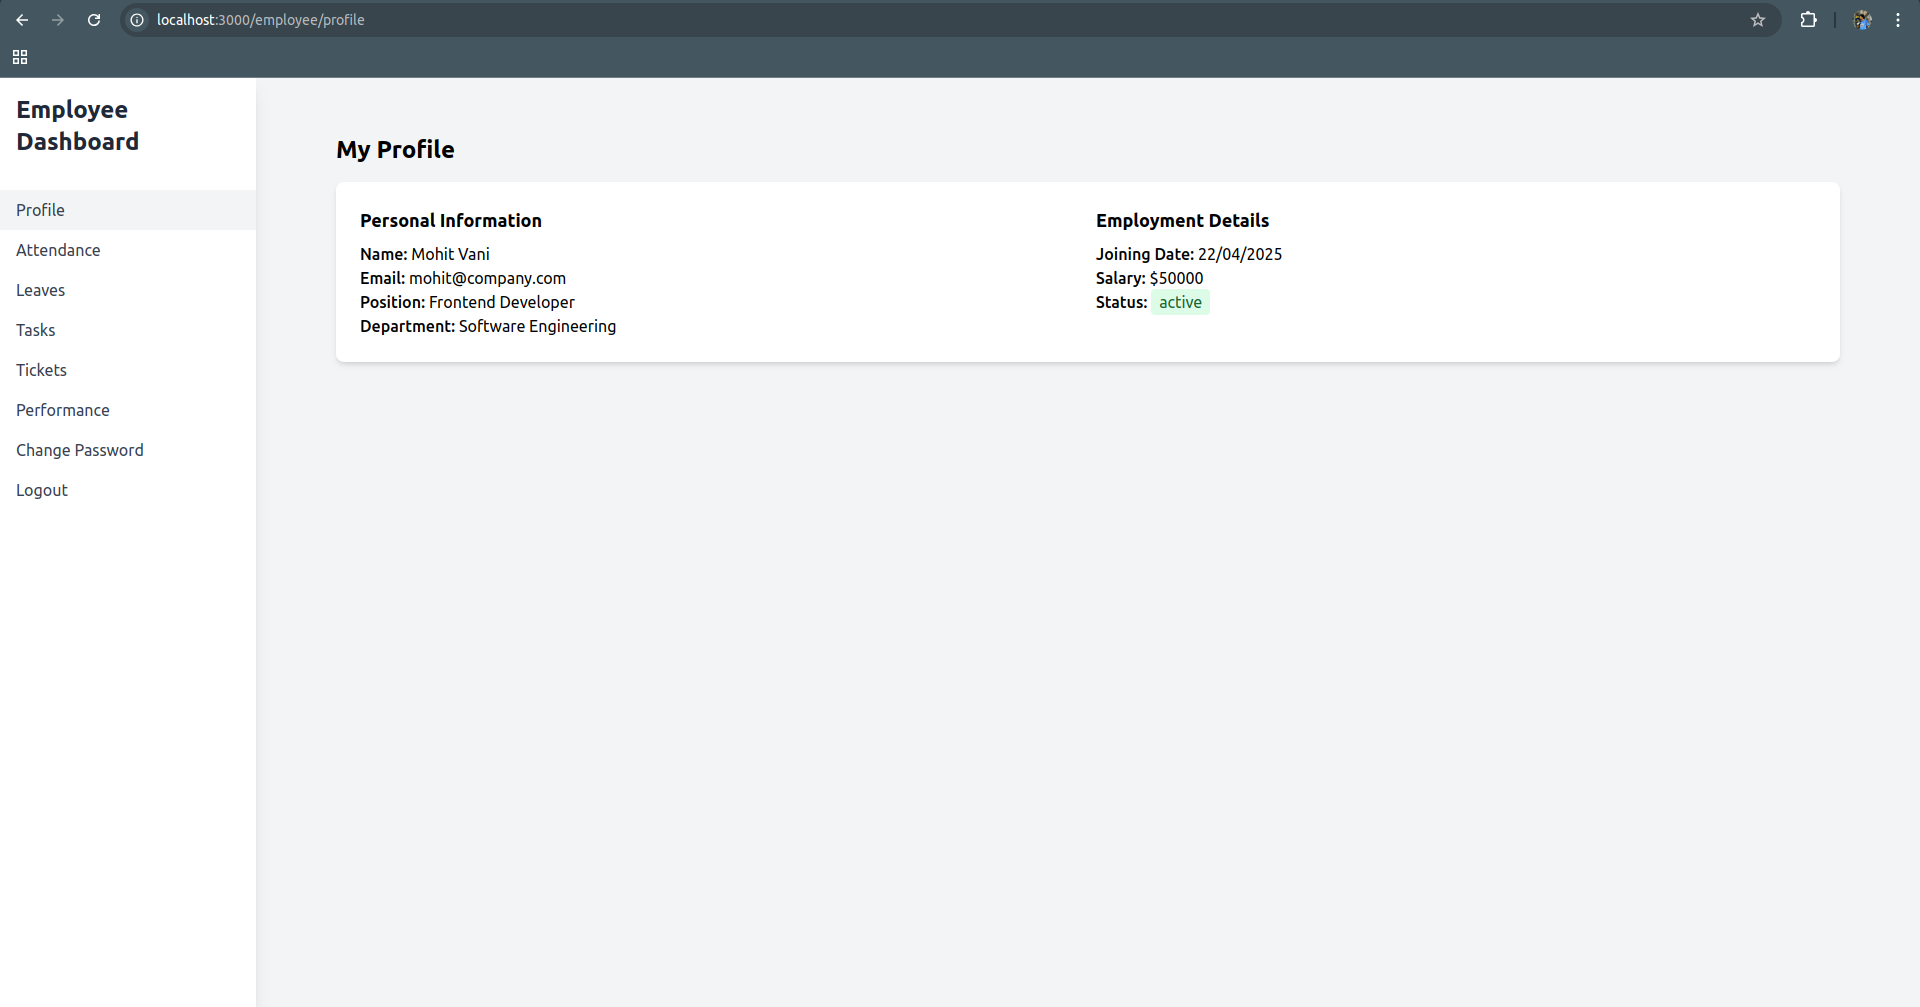 localhost:3000/employee/profile
Employee
Dashboard
Profile
Attendance
Leaves
Tasks
Tickets
Performance
Change Password
Logout
My Profile
Personal Information
Name: Mohit Vani
Email: mohit@company.com
Position: Frontend Developer
Department: Software Engineering
Employment Details
Joining Date: 22/04/2025
Salary: $50000
Status: active